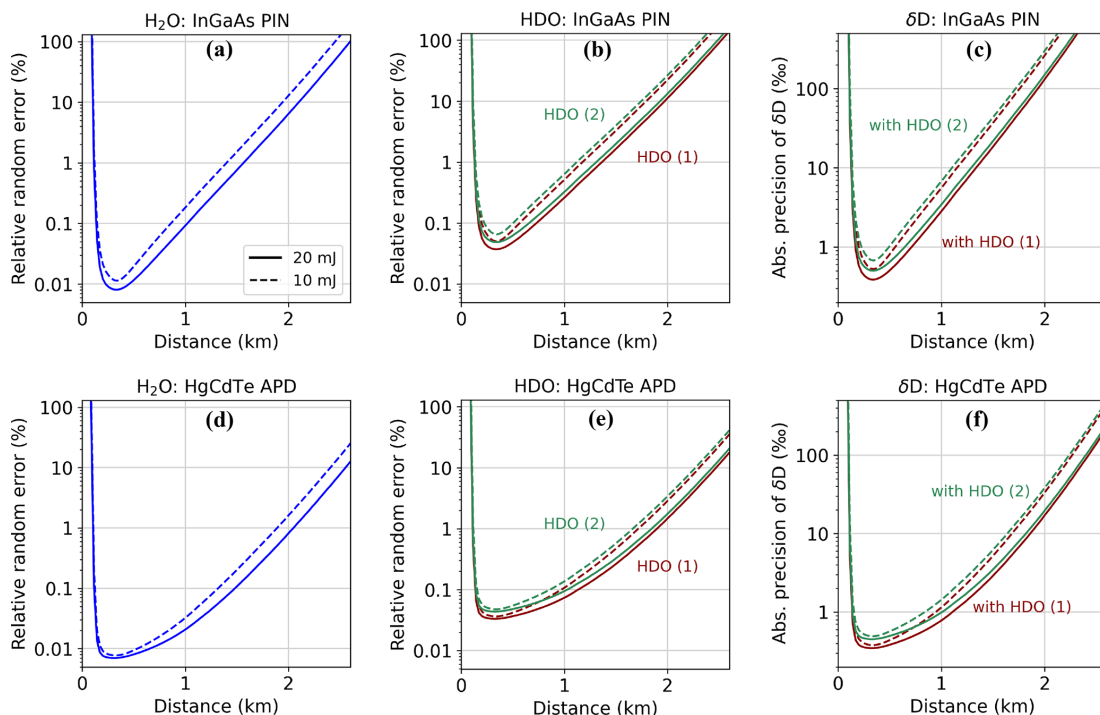 H₂O: InGaAs PIN
(a)
Relative random error (%)
100
10
1
0.1
0.01
20 mJ
10 mJ
0 1 2
Distance (km)
HDO: InGaAs PIN
(b)
Relative random error (%)
100
10
1
0.1
0.01
HDO (2)
HDO (1)
0 1 2
Distance (km)
δD: InGaAs PIN
(c)
Abs. precision of δD (‰)
100
10
1
with HDO (2)
with HDO (1)
0 1 2
Distance (km)
H₂O: HgCdTe APD
(d)
Relative random error (%)
100
10
1
0.1
0.01
0 1 2
Distance (km)
HDO: HgCdTe APD
(e)
Relative random error (%)
100
10
1
0.1
0.01
HDO (2)
HDO (1)
0 1 2
Distance (km)
δD: HgCdTe APD
(f)
Abs. precision of δD (‰)
100
10
1
with HDO (2)
with HDO (1)
0 1 2
Distance (km)